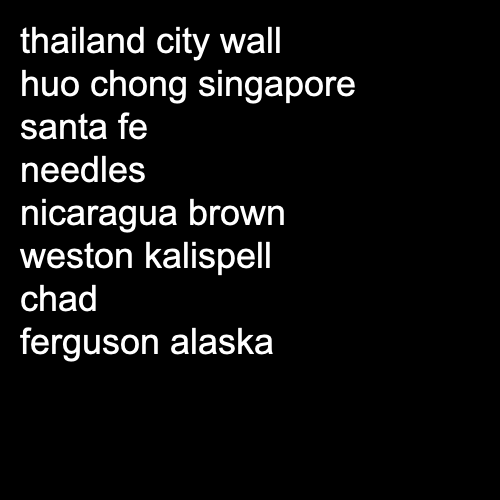 thailand city wall
huo chong singapore
santa fe
needles
nicaragua brown
weston kalispell
chad
ferguson alaska